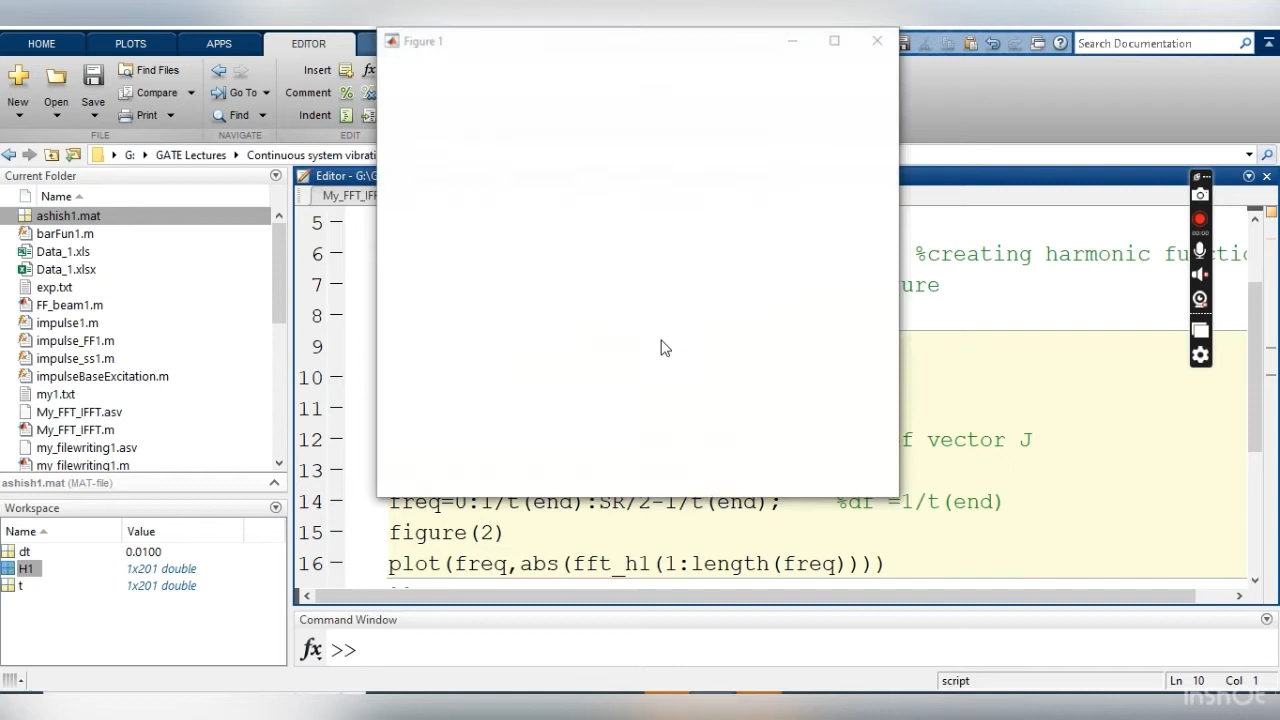 Figure 1
HOME
PLOTS
APPS
EDITOR
Search Documentation
New
Open
Save
Find Files
Compare
Print
Go To
Find
Insert
Comment
Indent
fx
FILE
NAVIGATE
EDIT
G:
GATE Lectures
Continuous system vibrati
Current Folder
Name
ashish1.mat
barFun1.m
Data_1.xls
Data_1.xlsx
exp.txt
FF_beam1.m
impulse1.m
impulse_FF1.m
impulse_ss1.m
impulseBaseExcitation.m
my1.txt
My_FFT_IFFT.asv
My_FFT_IFFT.m
my_filewriting1.asv
my_filewriting1.m
ashish1.mat (MAT-file)
Workspace
Name
Value
dt
0.0100
H1
1x201 double
t
1x201 double
Editor - G:\G
My_FFT_IF
5
6
%creating harmonic functio
7
ure
8
9
10
11
12
f vector J
13
14
freq=0:1/t(end):SR/2-1/t(end);
%df =1/t(end)
15
figure(2)
16
plot(freq,abs(fft_h1(1:length(freq))))
00:00
Command Window
fx >>
script
Ln 10
Col 1
InShOt